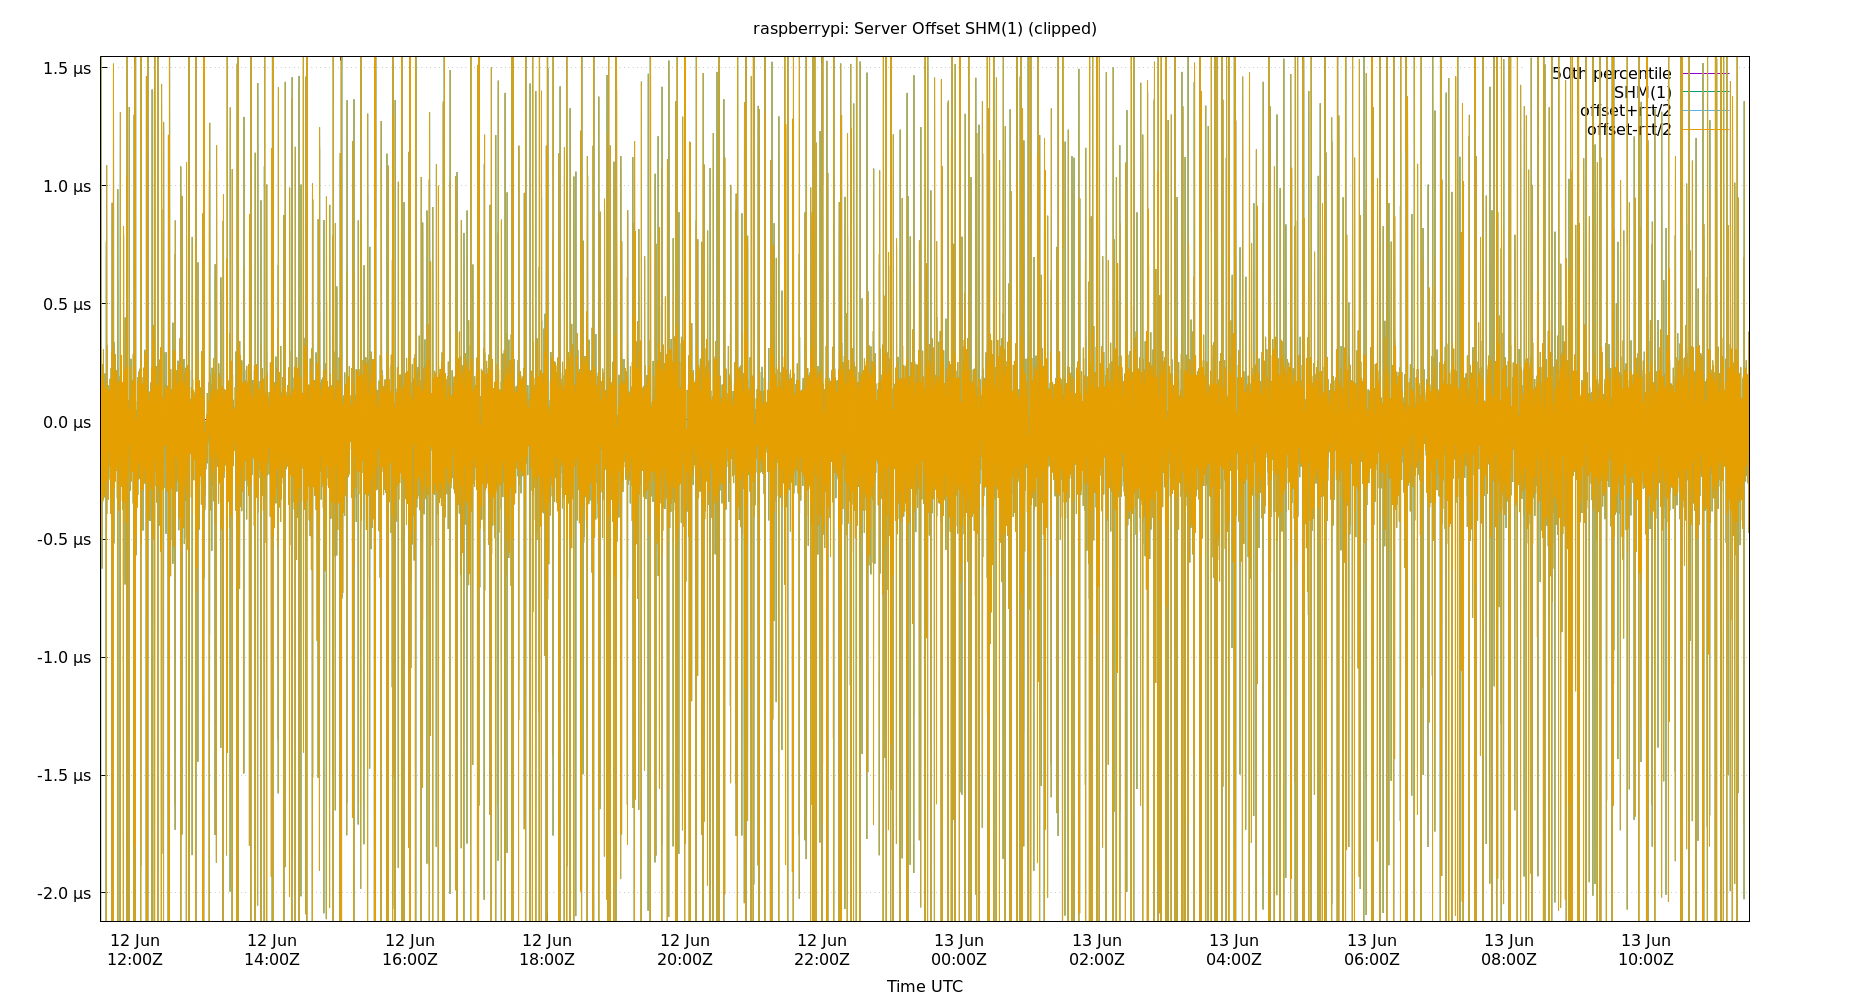 raspberrypi: Server Offset SHM(1) (clipped)
1.5 μs
1.0 μs
0.5 μs
0.0 μs
-0.5 μs
-1.0 μs
-1.5 μs
-2.0 μs
50th percentile
SHM(1)
offset+rtt/2
offset-rtt/2
12 Jun 12 Jun 12 Jun 12 Jun 12 Jun 12 Jun 13 Jun 13 Jun 13 Jun 13 Jun 13 Jun 13 Jun
12:00Z 14:00Z 16:00Z 18:00Z 20:00Z 22:00Z 00:00Z 02:00Z 04:00Z 06:00Z 08:00Z 10:00Z
Time UTC